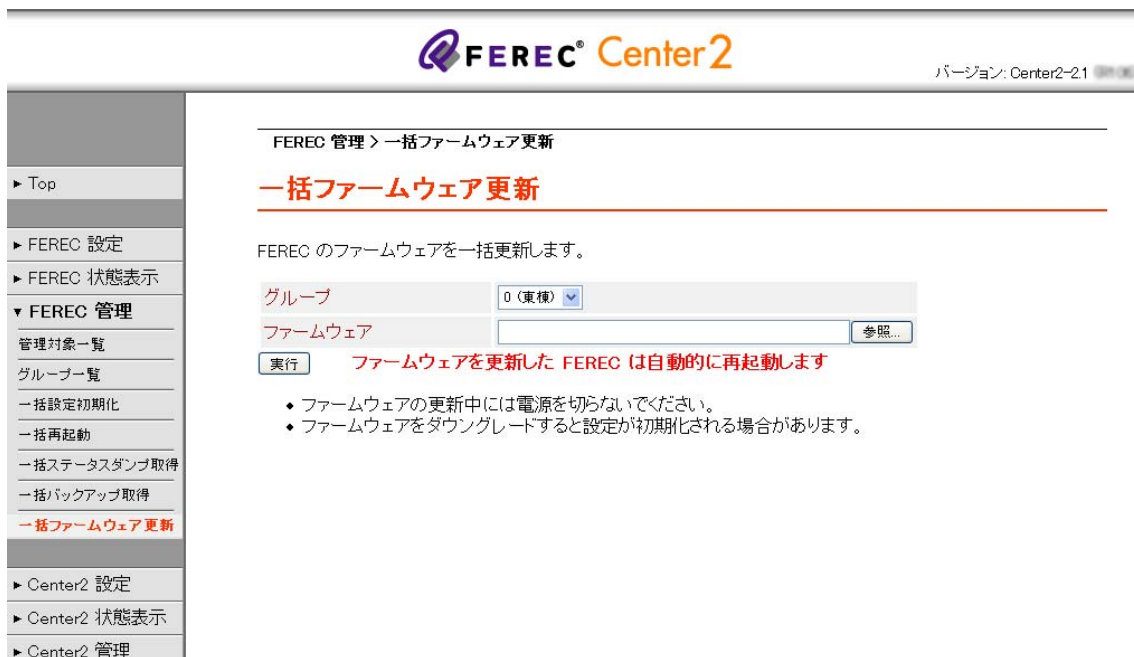 FEREC® Center2
バージョン: Center2-2.1
FEREC 管理 > 一括ファームウェア更新
一括ファームウェア更新
FEREC のファームウェアを一括更新します。
グループ 0 (東棟)
ファームウェア 参照...
実行 ファームウェアを更新した FEREC は自動的に再起動します
◆ ファームウェアの更新中には電源を切らないでください。
◆ ファームウェアをダウングレードすると設定が初期化される場合があります。
▶ Top
▶ FEREC 設定
▶ FEREC 状態表示
▼ FEREC 管理
管理対象一覧
グループ一覧
一括設定初期化
一括再起動
一括ステータスダンプ取得
一括バックアップ取得
一括ファームウェア更新
▶ Center2 設定
▶ Center2 状態表示
▶ Center2 管理